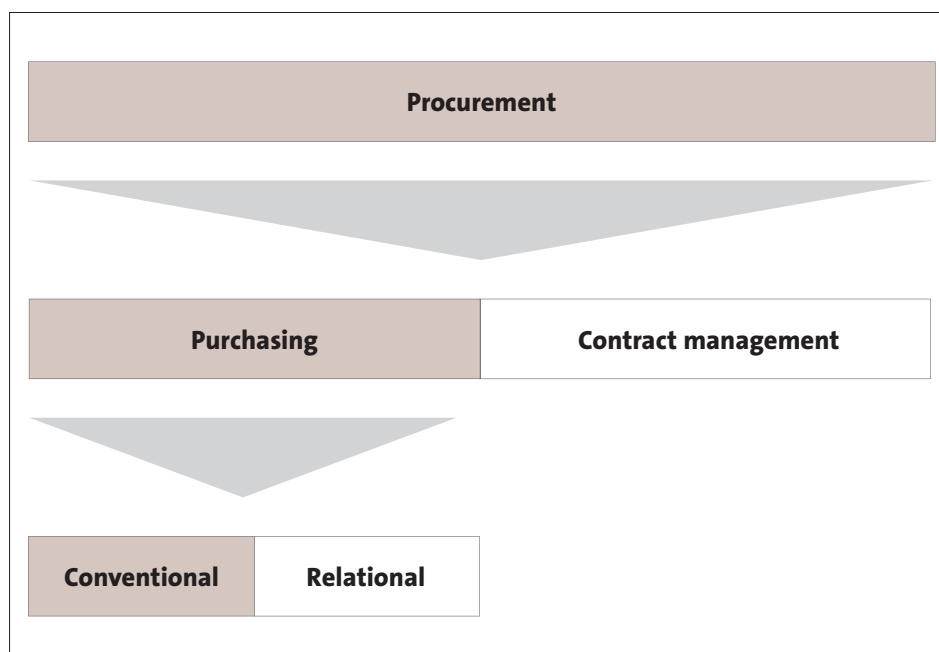 Procurement
Purchasing
Contract management
Conventional
Relational